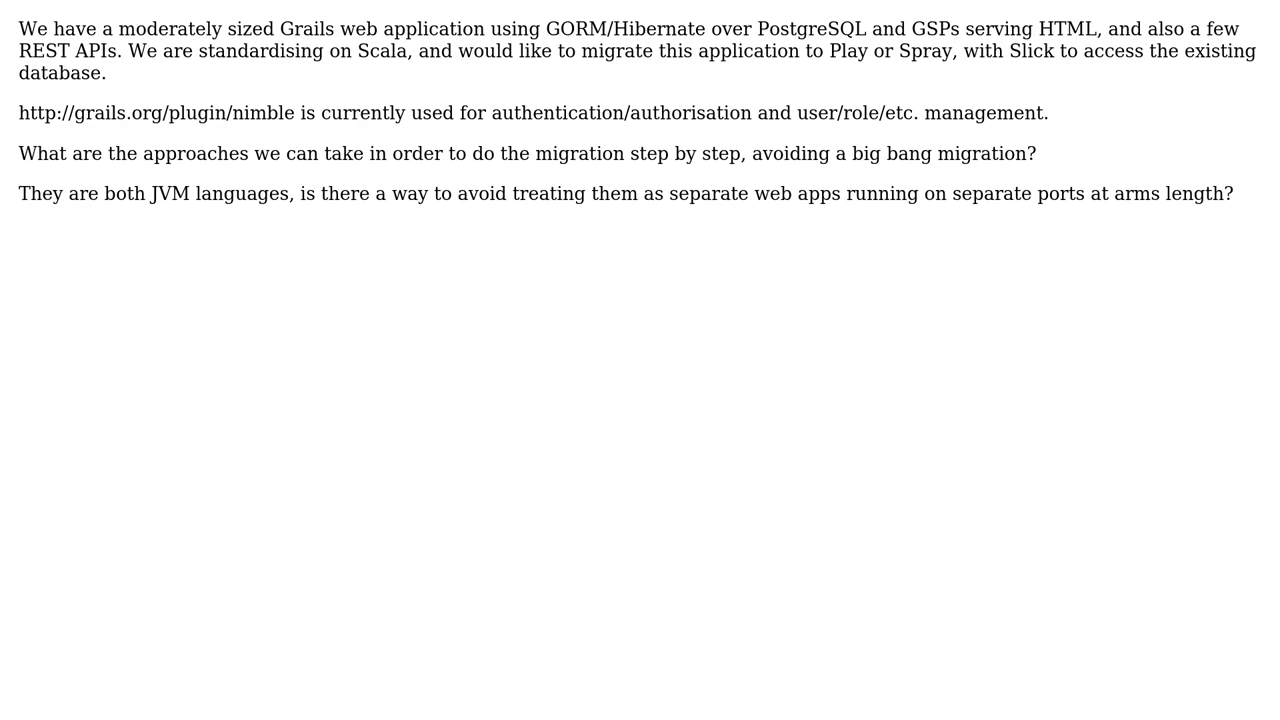 We have a moderately sized Grails web application using GORM/Hibernate over PostgreSQL and GSPs serving HTML, and also a few
REST APIs. We are standardising on Scala, and would like to migrate this application to Play or Spray, with Slick to access the existing
database.
http://grails.org/plugin/nimble is currently used for authentication/authorisation and user/role/etc. management.
What are the approaches we can take in order to do the migration step by step, avoiding a big bang migration?
They are both JVM languages, is there a way to avoid treating them as separate web apps running on separate ports at arms length?